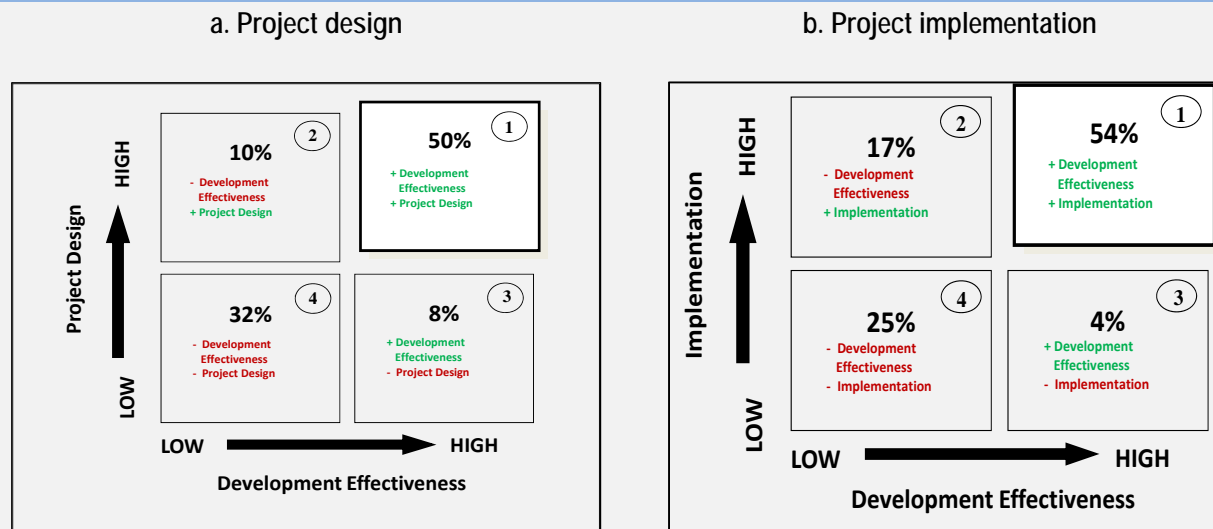 a. Project design
HIGH
Project Design
LOW
2
10%
- Development
Effectiveness
+ Project Design
1
50%
+ Development
Effectiveness
+ Project Design
4
32%
- Development
Effectiveness
- Project Design
3
8%
+ Development
Effectiveness
- Project Design
LOW
HIGH
Development Effectiveness
b. Project implementation
HIGH
Implementation
LOW
2
17%
- Development
Effectiveness
+ Implementation
1
54%
+ Development
Effectiveness
+ Implementation
4
25%
- Development
Effectiveness
- Implementation
3
4%
+ Development
Effectiveness
- Implementation
LOW
HIGH
Development Effectiveness